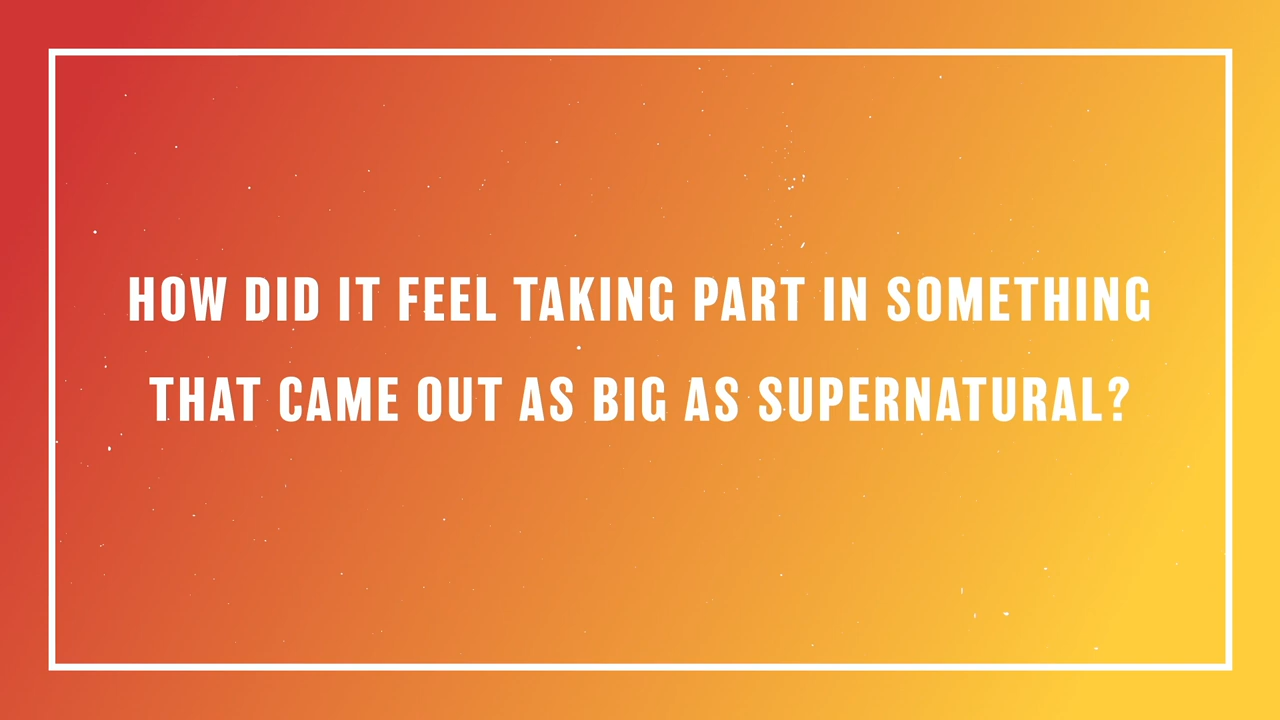 HOW DID IT FEEL TAKING PART IN SOMETHING
THAT CAME OUT AS BIG AS SUPERNATURAL?